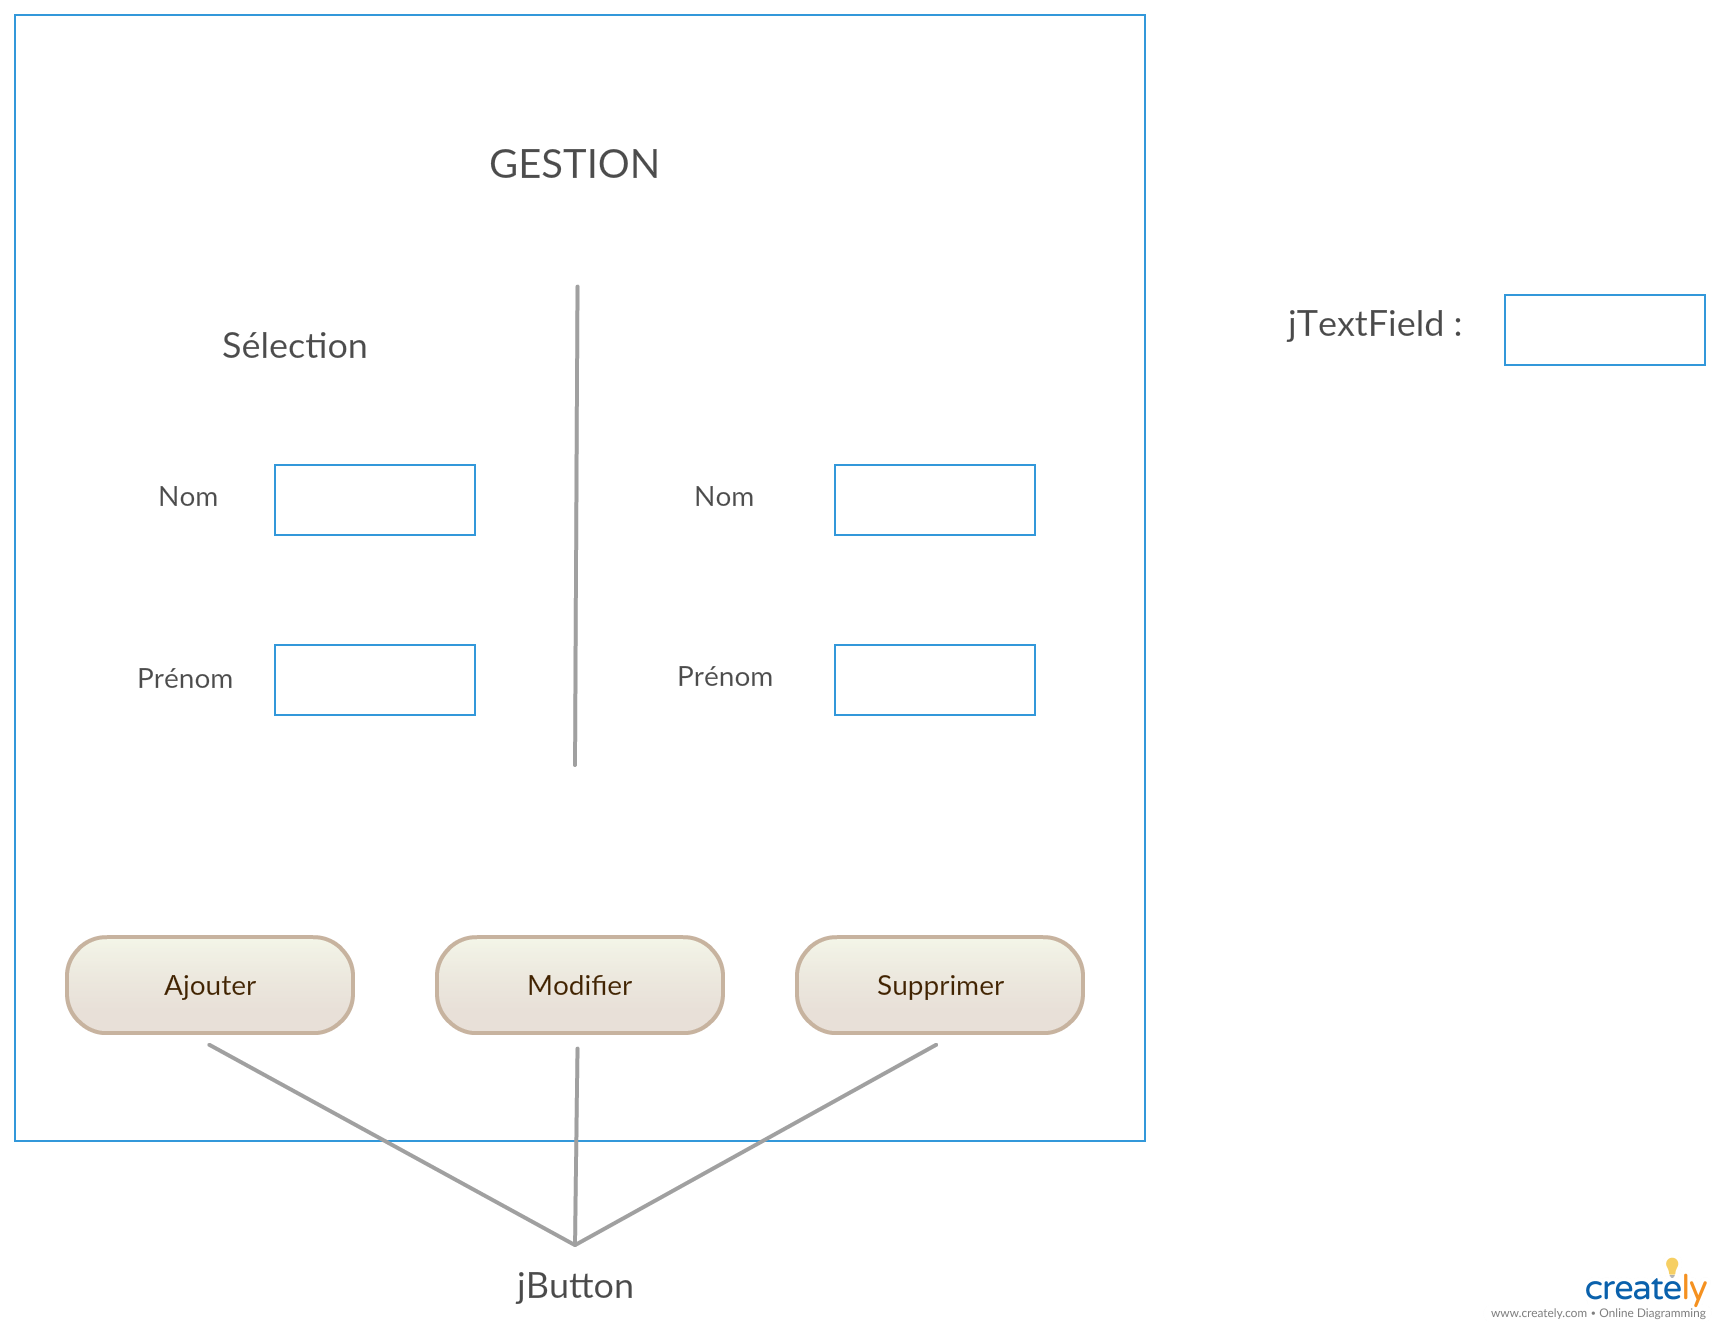 GESTION
jTextField :
Sélection
Nom
Nom
Prénom
Prénom
Ajouter
Modifier
Supprimer
jButton
creately
www.creately.com • Online Diagramming